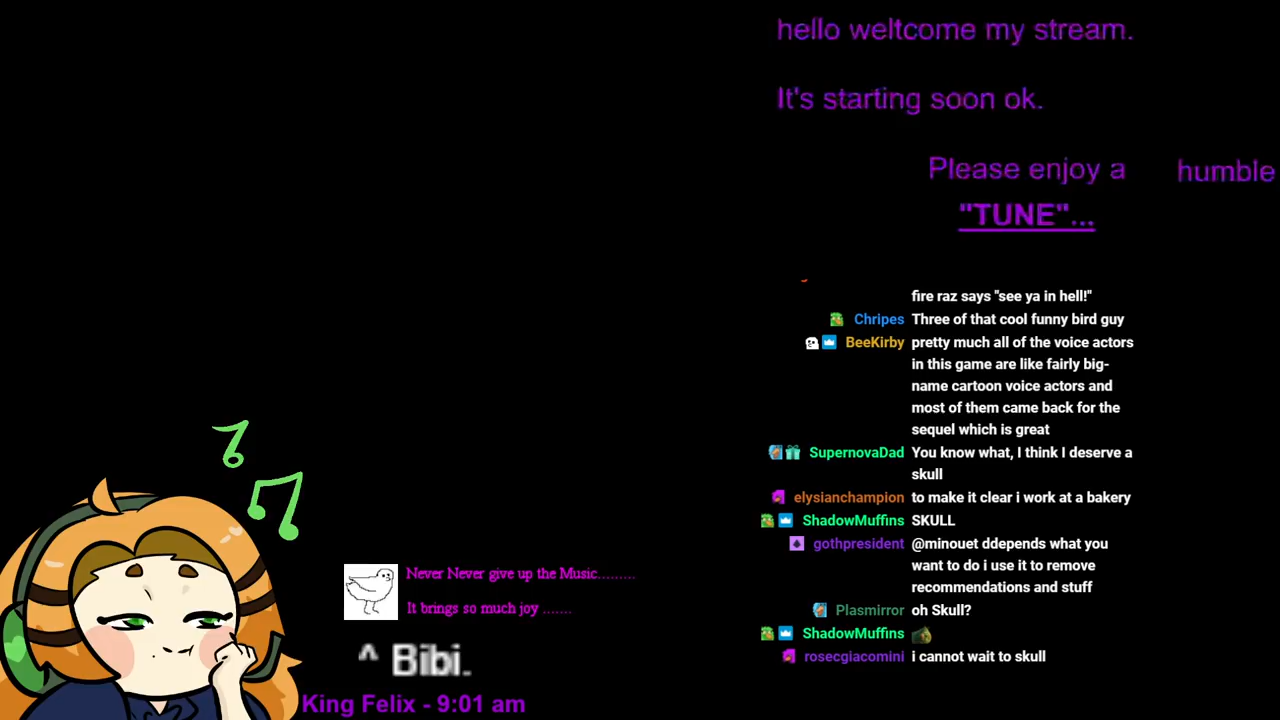 hello weltcome my stream.
It's starting soon ok.
Please enjoy a humble
"TUNE"...
fire raz says "see ya in hell!"
Chripes Three of that cool funny bird guy
BeeKirby pretty much all of the voice actors
in this game are like fairly big-
name cartoon voice actors and
most of them came back for the
sequel which is great
SupernovaDad You know what, I think I deserve a
skull
elysianchampion to make it clear i work at a bakery
ShadowMuffins SKULL
gothpresident @minouet ddepends what you
want to do i use it to remove
recommendations and stuff
Plasmirror oh Skull?
ShadowMuffins
rosecgiacomini i cannot wait to skull
Never Never give up the Music.........
It brings so much joy .......
^ Bibi.
King Felix - 9:01 am